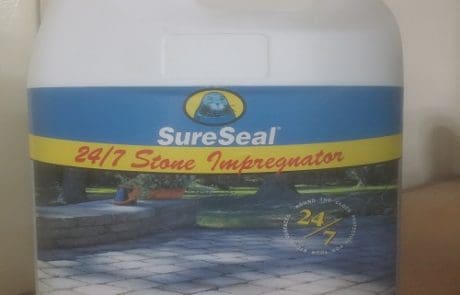 SureSeal
24/7 Stone Impregnator
24/7